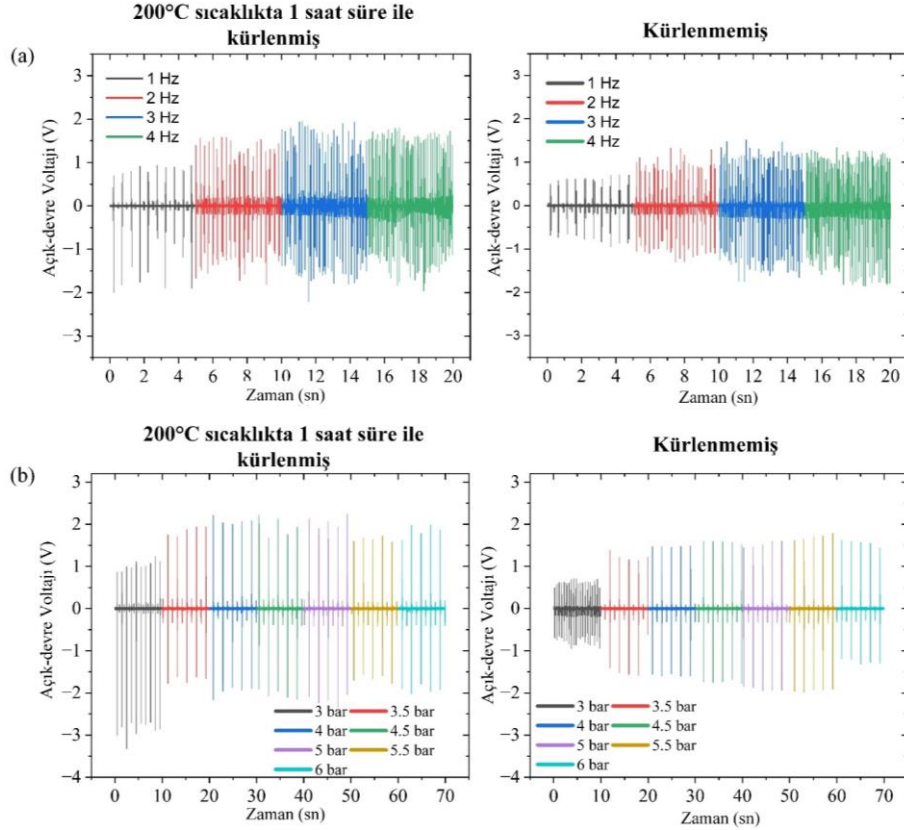 200°C sıcaklıkta 1 saat süre ile
kürlenmiş
Kürlenmemiş
(a)
1 Hz
2 Hz
3 Hz
4 Hz
Açık-devre Voltajı (V)
3
2
1
0
−1
−2
−3
0 2 4 6 8 10 12 14 16 18 20
Zaman (sn)
1 Hz
2 Hz
3 Hz
4 Hz
Açık-devre Voltajı (V)
3
2
1
0
−1
−2
−3
0 2 4 6 8 10 12 14 16 18 20
Zaman (sn)
200°C sıcaklıkta 1 saat süre ile
kürlenmiş
Kürlenmemiş
(b)
Açık-devre Voltajı (V)
3
2
1
0
−1
−2
−3
−4
3 bar 3.5 bar
4 bar 4.5 bar
5 bar 5.5 bar
6 bar
0 10 20 30 40 50 60 70
Zaman (sn)
Açık-devre Voltajı (V)
3
2
1
0
−1
−2
−3
−4
3 bar 3.5 bar
4 bar 4.5 bar
5 bar 5.5 bar
6 bar
0 10 20 30 40 50 60 70
Zaman (sn)